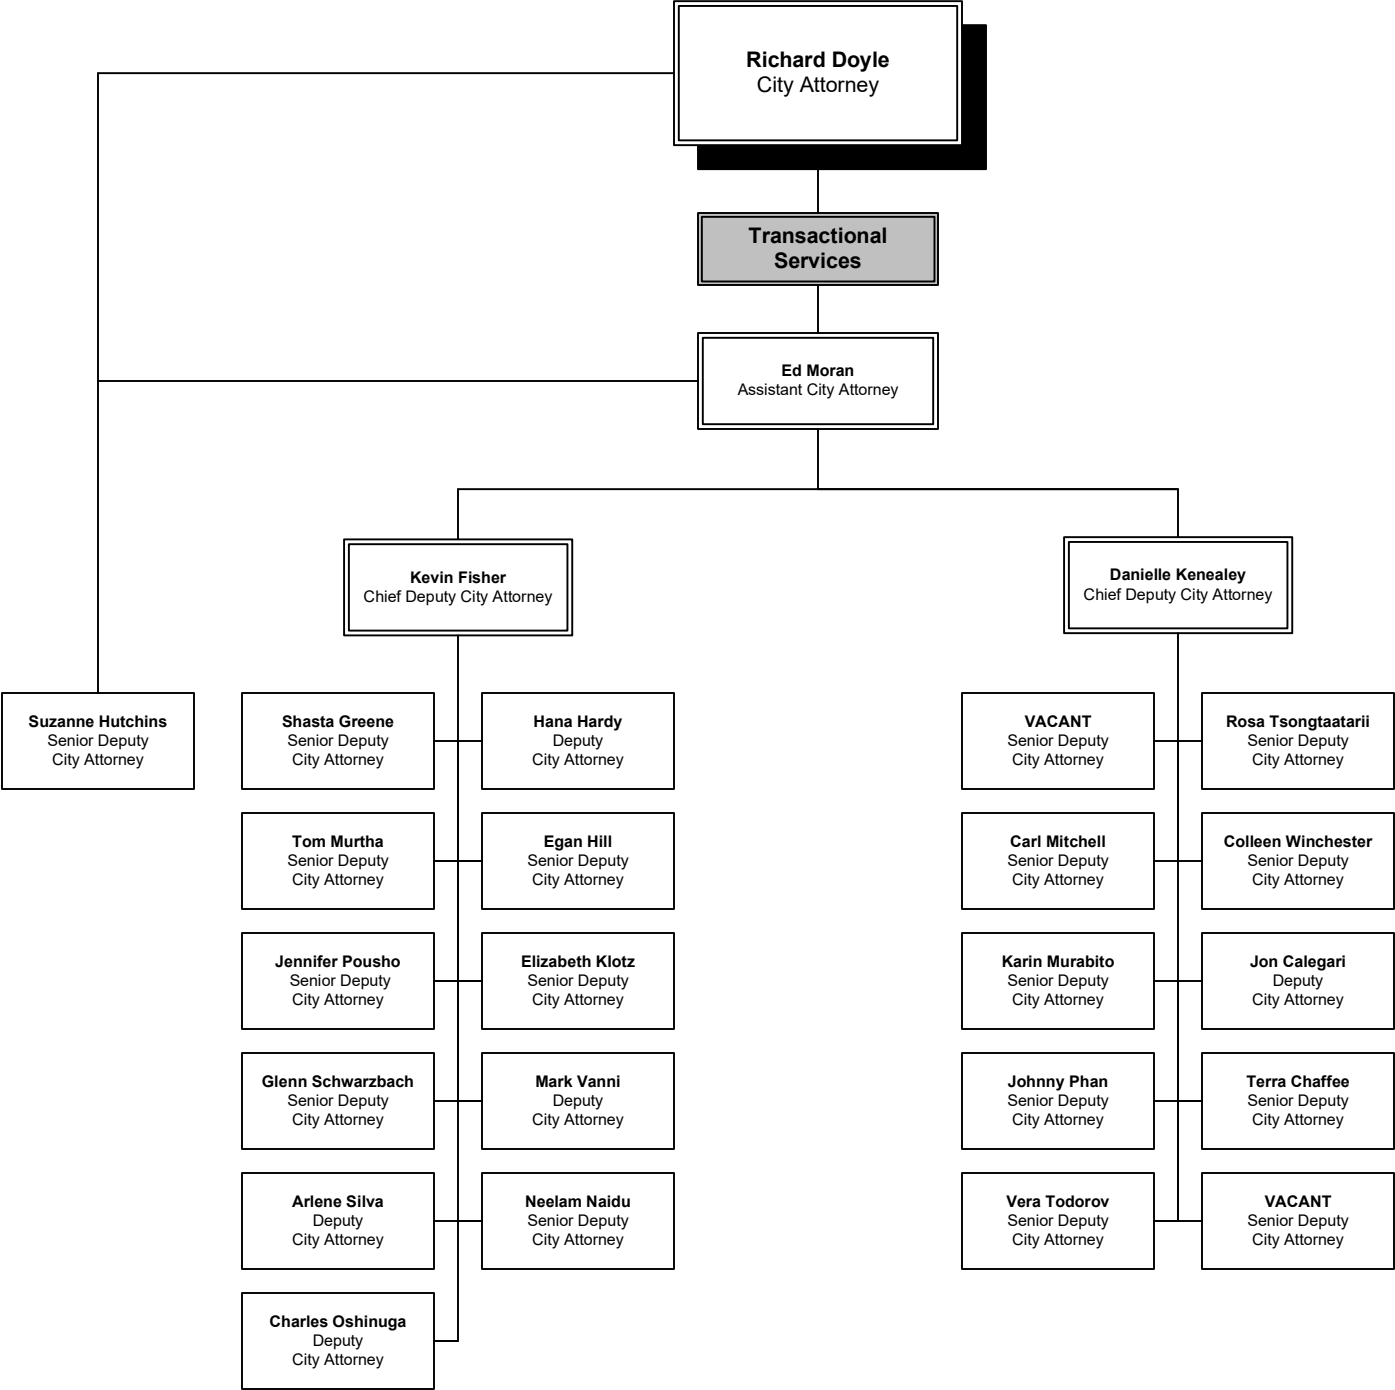 Richard Doyle
City Attorney
Transactional
Services
Ed Moran
Assistant City Attorney
Kevin Fisher
Chief Deputy City Attorney
Danielle Kenealey
Chief Deputy City Attorney
Suzanne Hutchins
Senior Deputy
City Attorney
Shasta Greene
Senior Deputy
City Attorney
Hana Hardy
Deputy
City Attorney
VACANT
Senior Deputy
City Attorney
Rosa Tsongtaatarii
Senior Deputy
City Attorney
Tom Murtha
Senior Deputy
City Attorney
Egan Hill
Senior Deputy
City Attorney
Carl Mitchell
Senior Deputy
City Attorney
Colleen Winchester
Senior Deputy
City Attorney
Jennifer Pousho
Senior Deputy
City Attorney
Elizabeth Klotz
Senior Deputy
City Attorney
Karin Murabito
Senior Deputy
City Attorney
Jon Calegari
Deputy
City Attorney
Glenn Schwarzbach
Senior Deputy
City Attorney
Mark Vanni
Deputy
City Attorney
Johnny Phan
Senior Deputy
City Attorney
Terra Chaffee
Senior Deputy
City Attorney
Arlene Silva
Deputy
City Attorney
Neelam Naidu
Senior Deputy
City Attorney
Vera Todorov
Senior Deputy
City Attorney
VACANT
Senior Deputy
City Attorney
Charles Oshinuga
Deputy
City Attorney